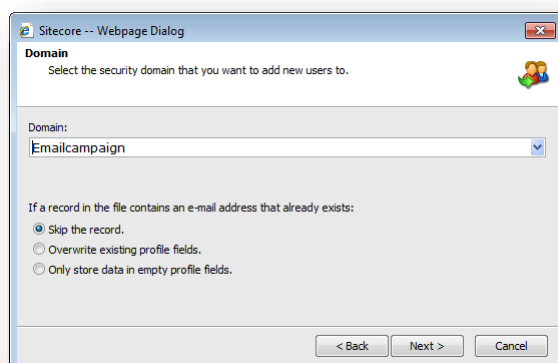 Sitecore -- Webpage Dialog
Domain
Select the security domain that you want to add new users to.
Domain:
Emailcampaign
If a record in the file contains an e-mail address that already exists:
Skip the record.
Overwrite existing profile fields.
Only store data in empty profile fields.
< Back Next > Cancel